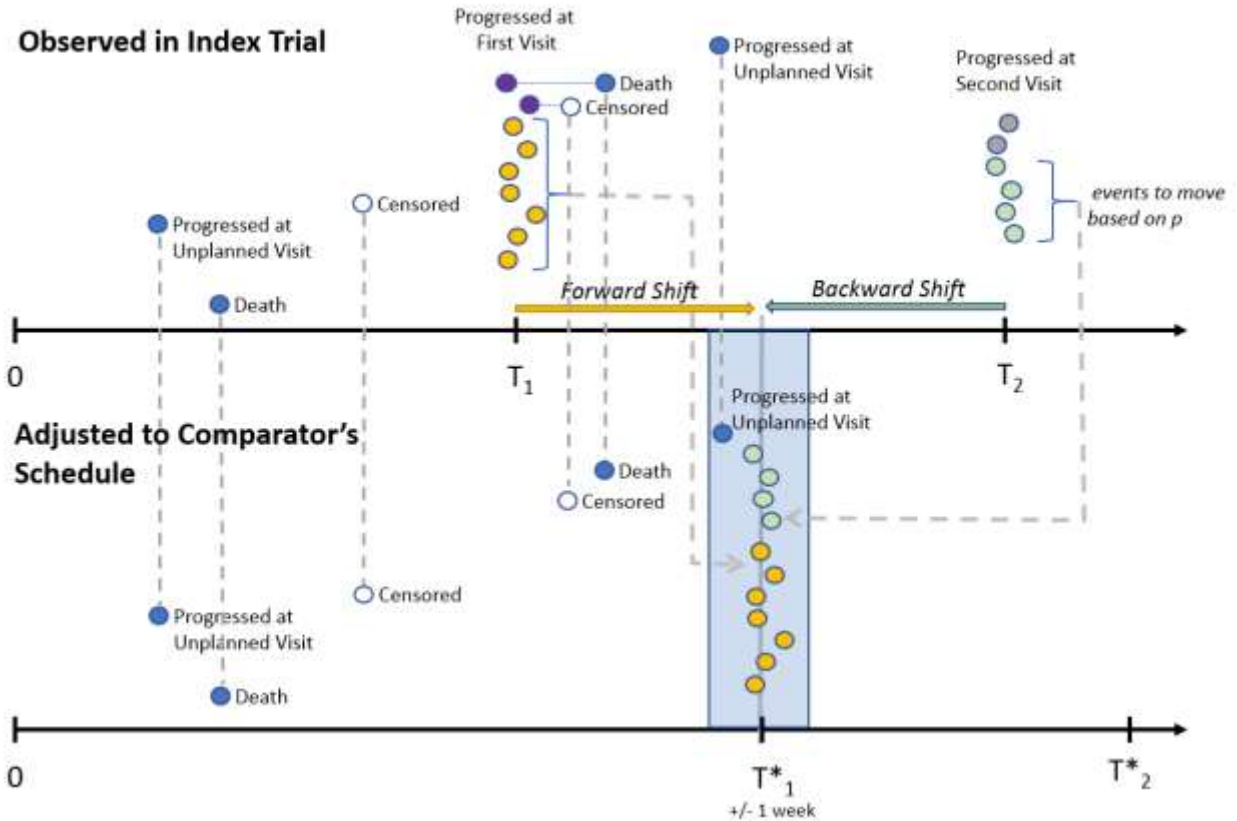 Observed in Index Trial
Progressed at
First Visit
Death
Censored
Progressed at
Unplanned Visit
Progressed at
Second Visit
events to move
based on p
Censored
Progressed at
Unplanned Visit
Death
Forward Shift
Backward Shift
0
T1
T2
Adjusted to Comparator's
Schedule
Progressed at
Unplanned Visit
Death
Censored
Censored
Progressed at
Unplanned Visit
Death
0
T*1
+/- 1 week
T*2